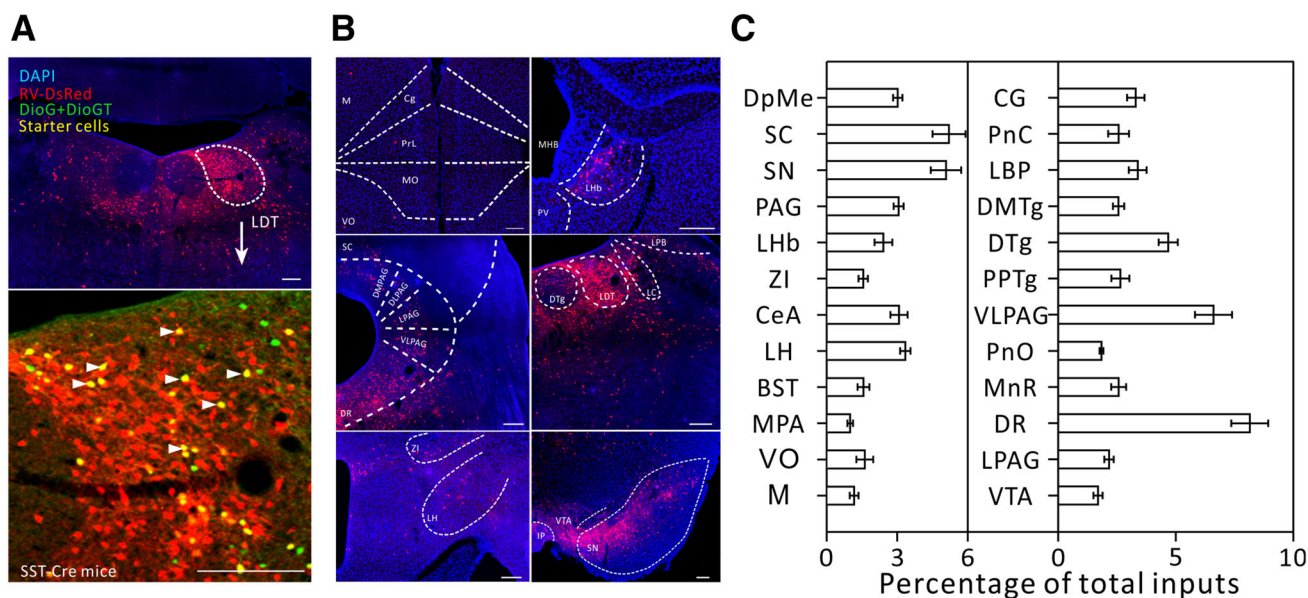 A
DAPI
RV-DsRed
DioG+DioGT
Starter cells
LDT
SST-Cre mice
B
M
Cg
PrL
MO
VO
MHB
LHb
PV
SC
DMPAG
DLPAG
LPAG
VLPAG
DR
LPB
DTg
LDT
LC
ZI
LH
VTA
IP
SN
C
DpMe
SC
SN
PAG
LHb
ZI
CeA
LH
BST
MPA
VO
M
0 3 6
CG
PnC
LBP
DMTg
DTg
PPTg
VLPAG
PnO
MnR
DR
LPAG
VTA
0 5 10
Percentage of total inputs